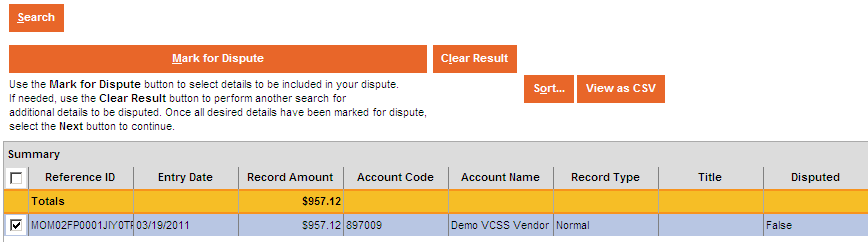 Search
Mark for Dispute Clear Result
Use the Mark for Dispute button to select details to be included in your dispute.
If needed, use the Clear Result button to perform another search for
additional details to be disputed. Once all desired details have been marked for dispute,
select the Next button to continue.
Sort... View as CSV
Summary
Reference ID Entry Date Record Amount Account Code Account Name Record Type Title Disputed
Totals $957.12
03/19/2011 $957.12 897009 Demo VCSS Vendor Normal False